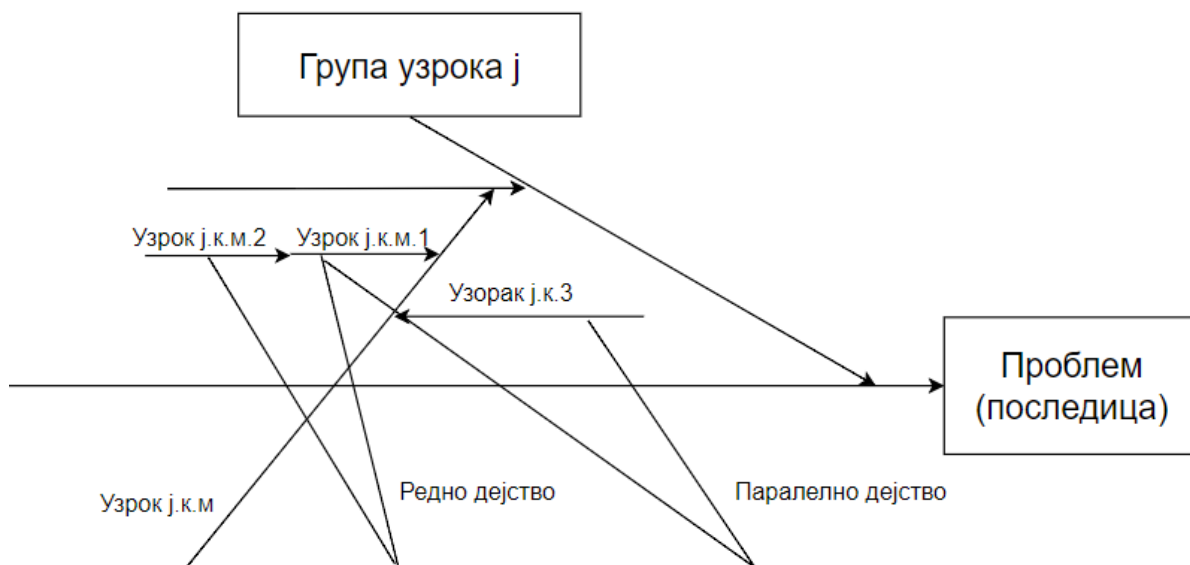 Група узрока ј
Узрок ј.к.м.2
Узрок ј.к.м.1
Узорак ј.к.3
Проблем
(последица)
Узрок ј.к.м
Редно дејство
Паралелно дејство